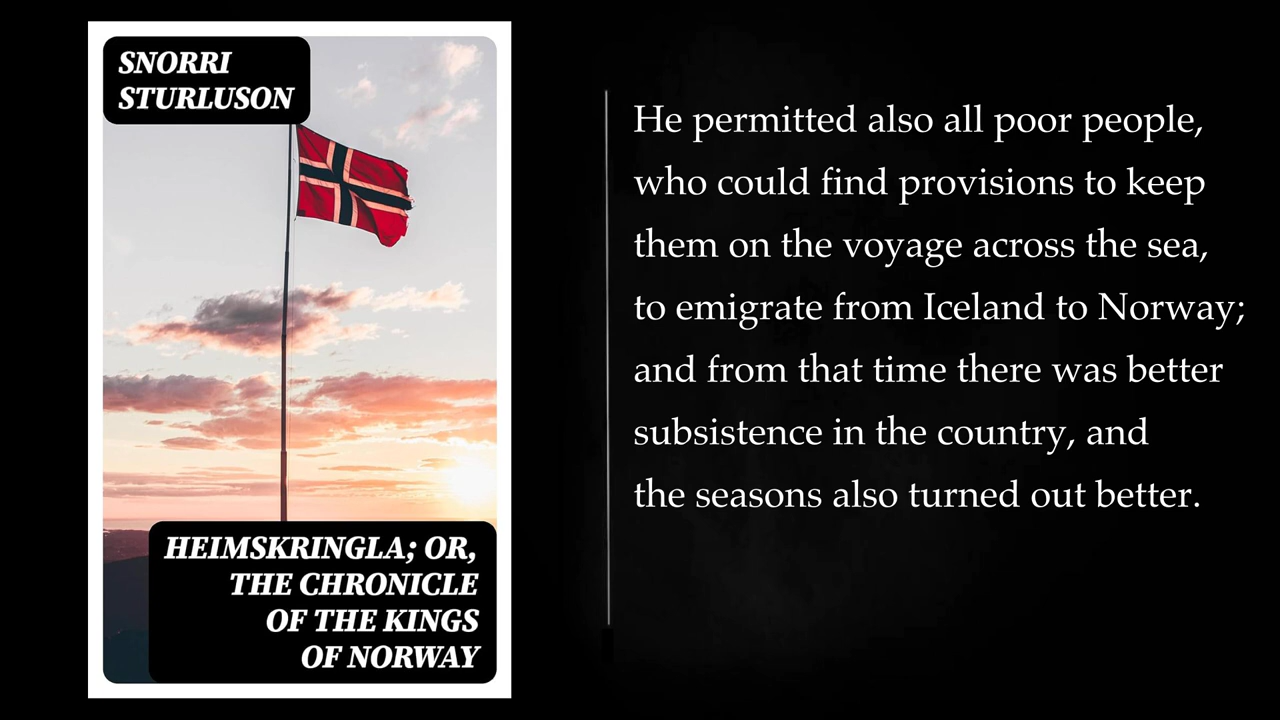 SNORRI
STURLUSON
HEIMSKRINGLA; OR,
THE CHRONICLE
OF THE KINGS
OF NORWAY
He permitted also all poor people,
who could find provisions to keep
them on the voyage across the sea,
to emigrate from Iceland to Norway;
and from that time there was better
subsistence in the country, and
the seasons also turned out better.